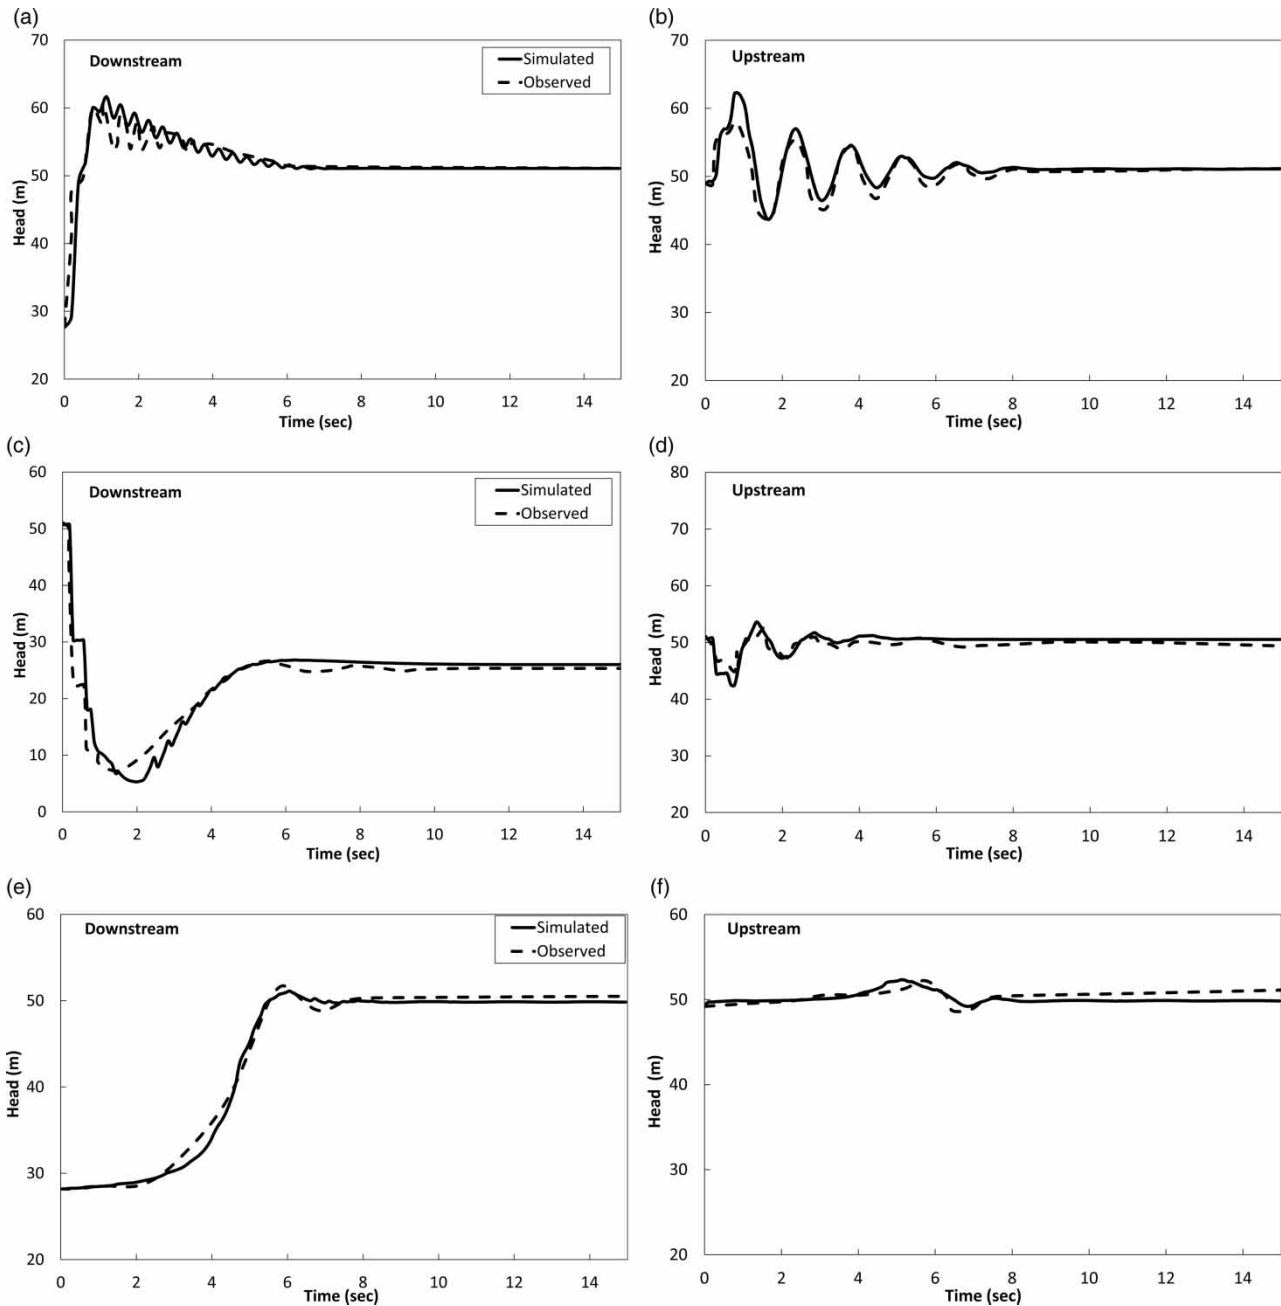 (a)
70
60
50
40
30
20
Head (m)
Downstream
Simulated
Observed
0 2 4 6 8 10 12 14
Time (sec)
(b)
70
60
50
40
30
20
Head (m)
Upstream
0 2 4 6 8 10 12 14
Time (sec)
(c)
60
50
40
30
20
10
0
Head (m)
Downstream
Simulated
Observed
0 2 4 6 8 10 12 14
Time (sec)
(d)
80
70
60
50
40
30
20
Head (m)
Upstream
0 2 4 6 8 10 12 14
Time (sec)
(e)
60
50
40
30
20
Head (m)
Downstream
Simulated
Observed
0 2 4 6 8 10 12 14
Time (sec)
(f)
60
50
40
30
20
Head (m)
Upstream
0 2 4 6 8 10 12 14
Time (sec)